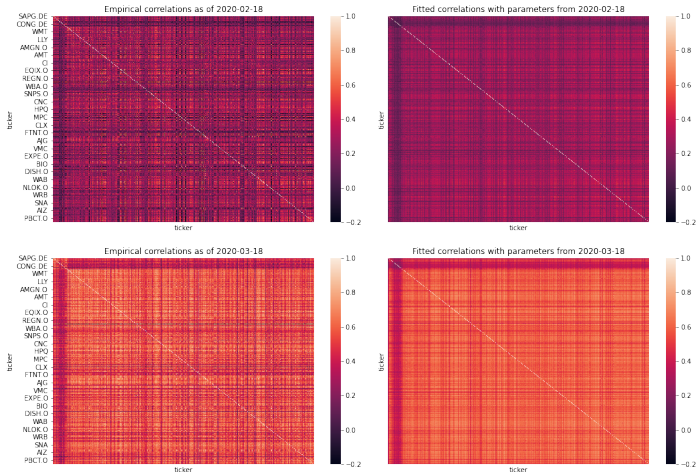 Empirical correlations as of 2020-02-18
SAPG.DE
CONG.DE
WMT
LLY
AMGN.O
AMT
CI
EQIX.O
REGN.O
WBA.O
SNPS.O
CNC
HPQ
MPC
CLX
FTNT.O
AJG
VMC
EXPE.O
BIO
DISH.O
WAB
NLOK.O
WRB
SNA
AIZ
PBCT.O
ticker
ticker
1.0
0.8
0.6
0.4
0.2
0.0
−0.2
Fitted correlations with parameters from 2020-02-18
ticker
ticker
1.0
0.8
0.6
0.4
0.2
0.0
−0.2
Empirical correlations as of 2020-03-18
SAPG.DE
CONG.DE
WMT
LLY
AMGN.O
AMT
CI
EQIX.O
REGN.O
WBA.O
SNPS.O
CNC
HPQ
MPC
CLX
FTNT.O
AJG
VMC
EXPE.O
BIO
DISH.O
WAB
NLOK.O
WRB
SNA
AIZ
PBCT.O
ticker
ticker
1.0
0.8
0.6
0.4
0.2
0.0
−0.2
Fitted correlations with parameters from 2020-03-18
ticker
ticker
1.0
0.8
0.6
0.4
0.2
0.0
−0.2